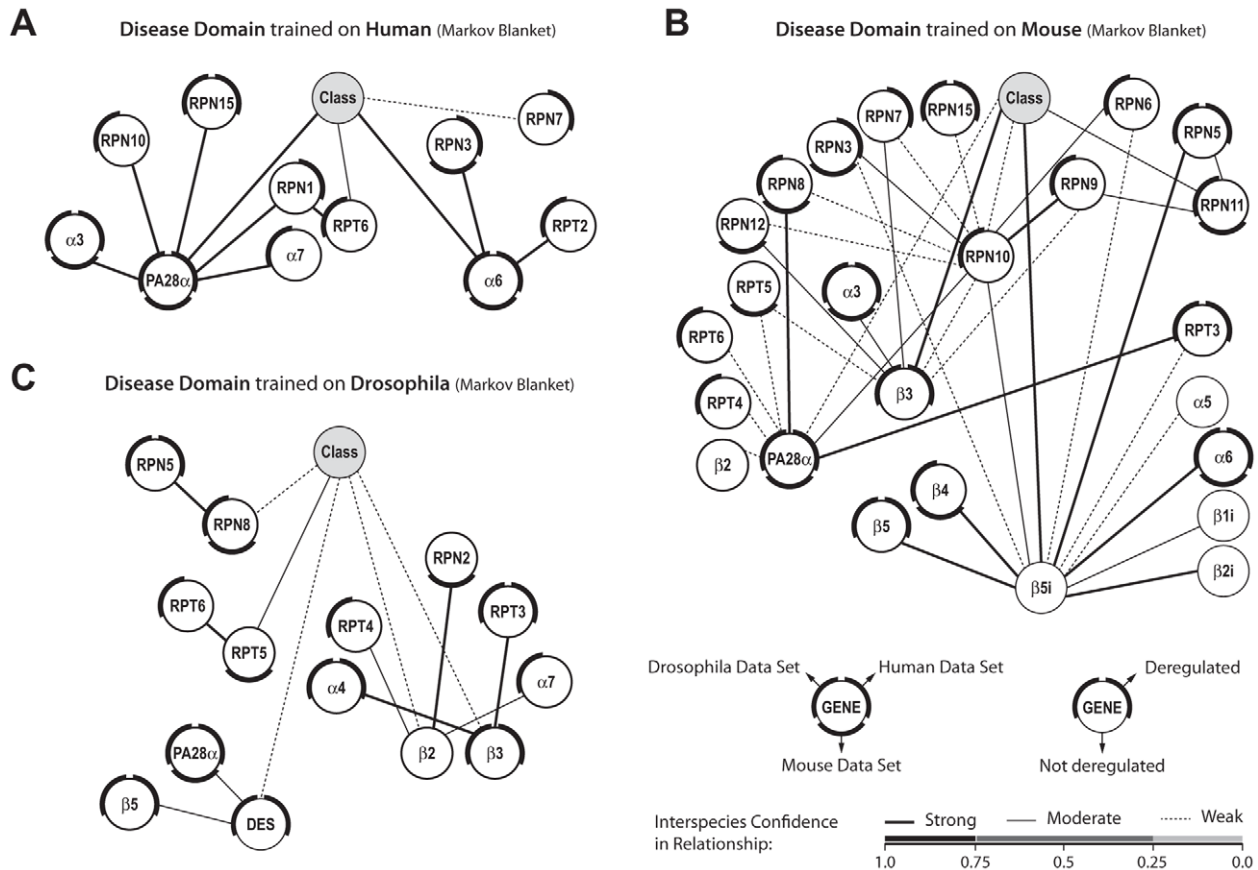 A
Disease Domain trained on Human (Markov Blanket)
Class
RPN15
RPN10
RPN7
RPN3
RPN1
RPT6
RPT2
α3
α7
PA28α
α6
B
Disease Domain trained on Mouse (Markov Blanket)
Class
RPN15
RPN6
RPN7
RPN5
RPN3
RPN8
RPN9
RPN11
RPN12
RPN10
RPT5
α3
RPT6
RPT3
β3
RPT4
α5
β2
PA28α
α6
β4
β5
β1i
β2i
β5i
C
Disease Domain trained on Drosophila (Markov Blanket)
Class
RPN5
RPN8
RPN2
RPT6
RPT3
RPT4
RPT5
α4
α7
PA28α
β2
β3
β5
DES
Drosophila Data Set
Human Data Set
GENE
Mouse Data Set
Deregulated
GENE
Not deregulated
Interspecies Confidence
in Relationship:
Strong
Moderate
Weak
1.0
0.75
0.5
0.25
0.0